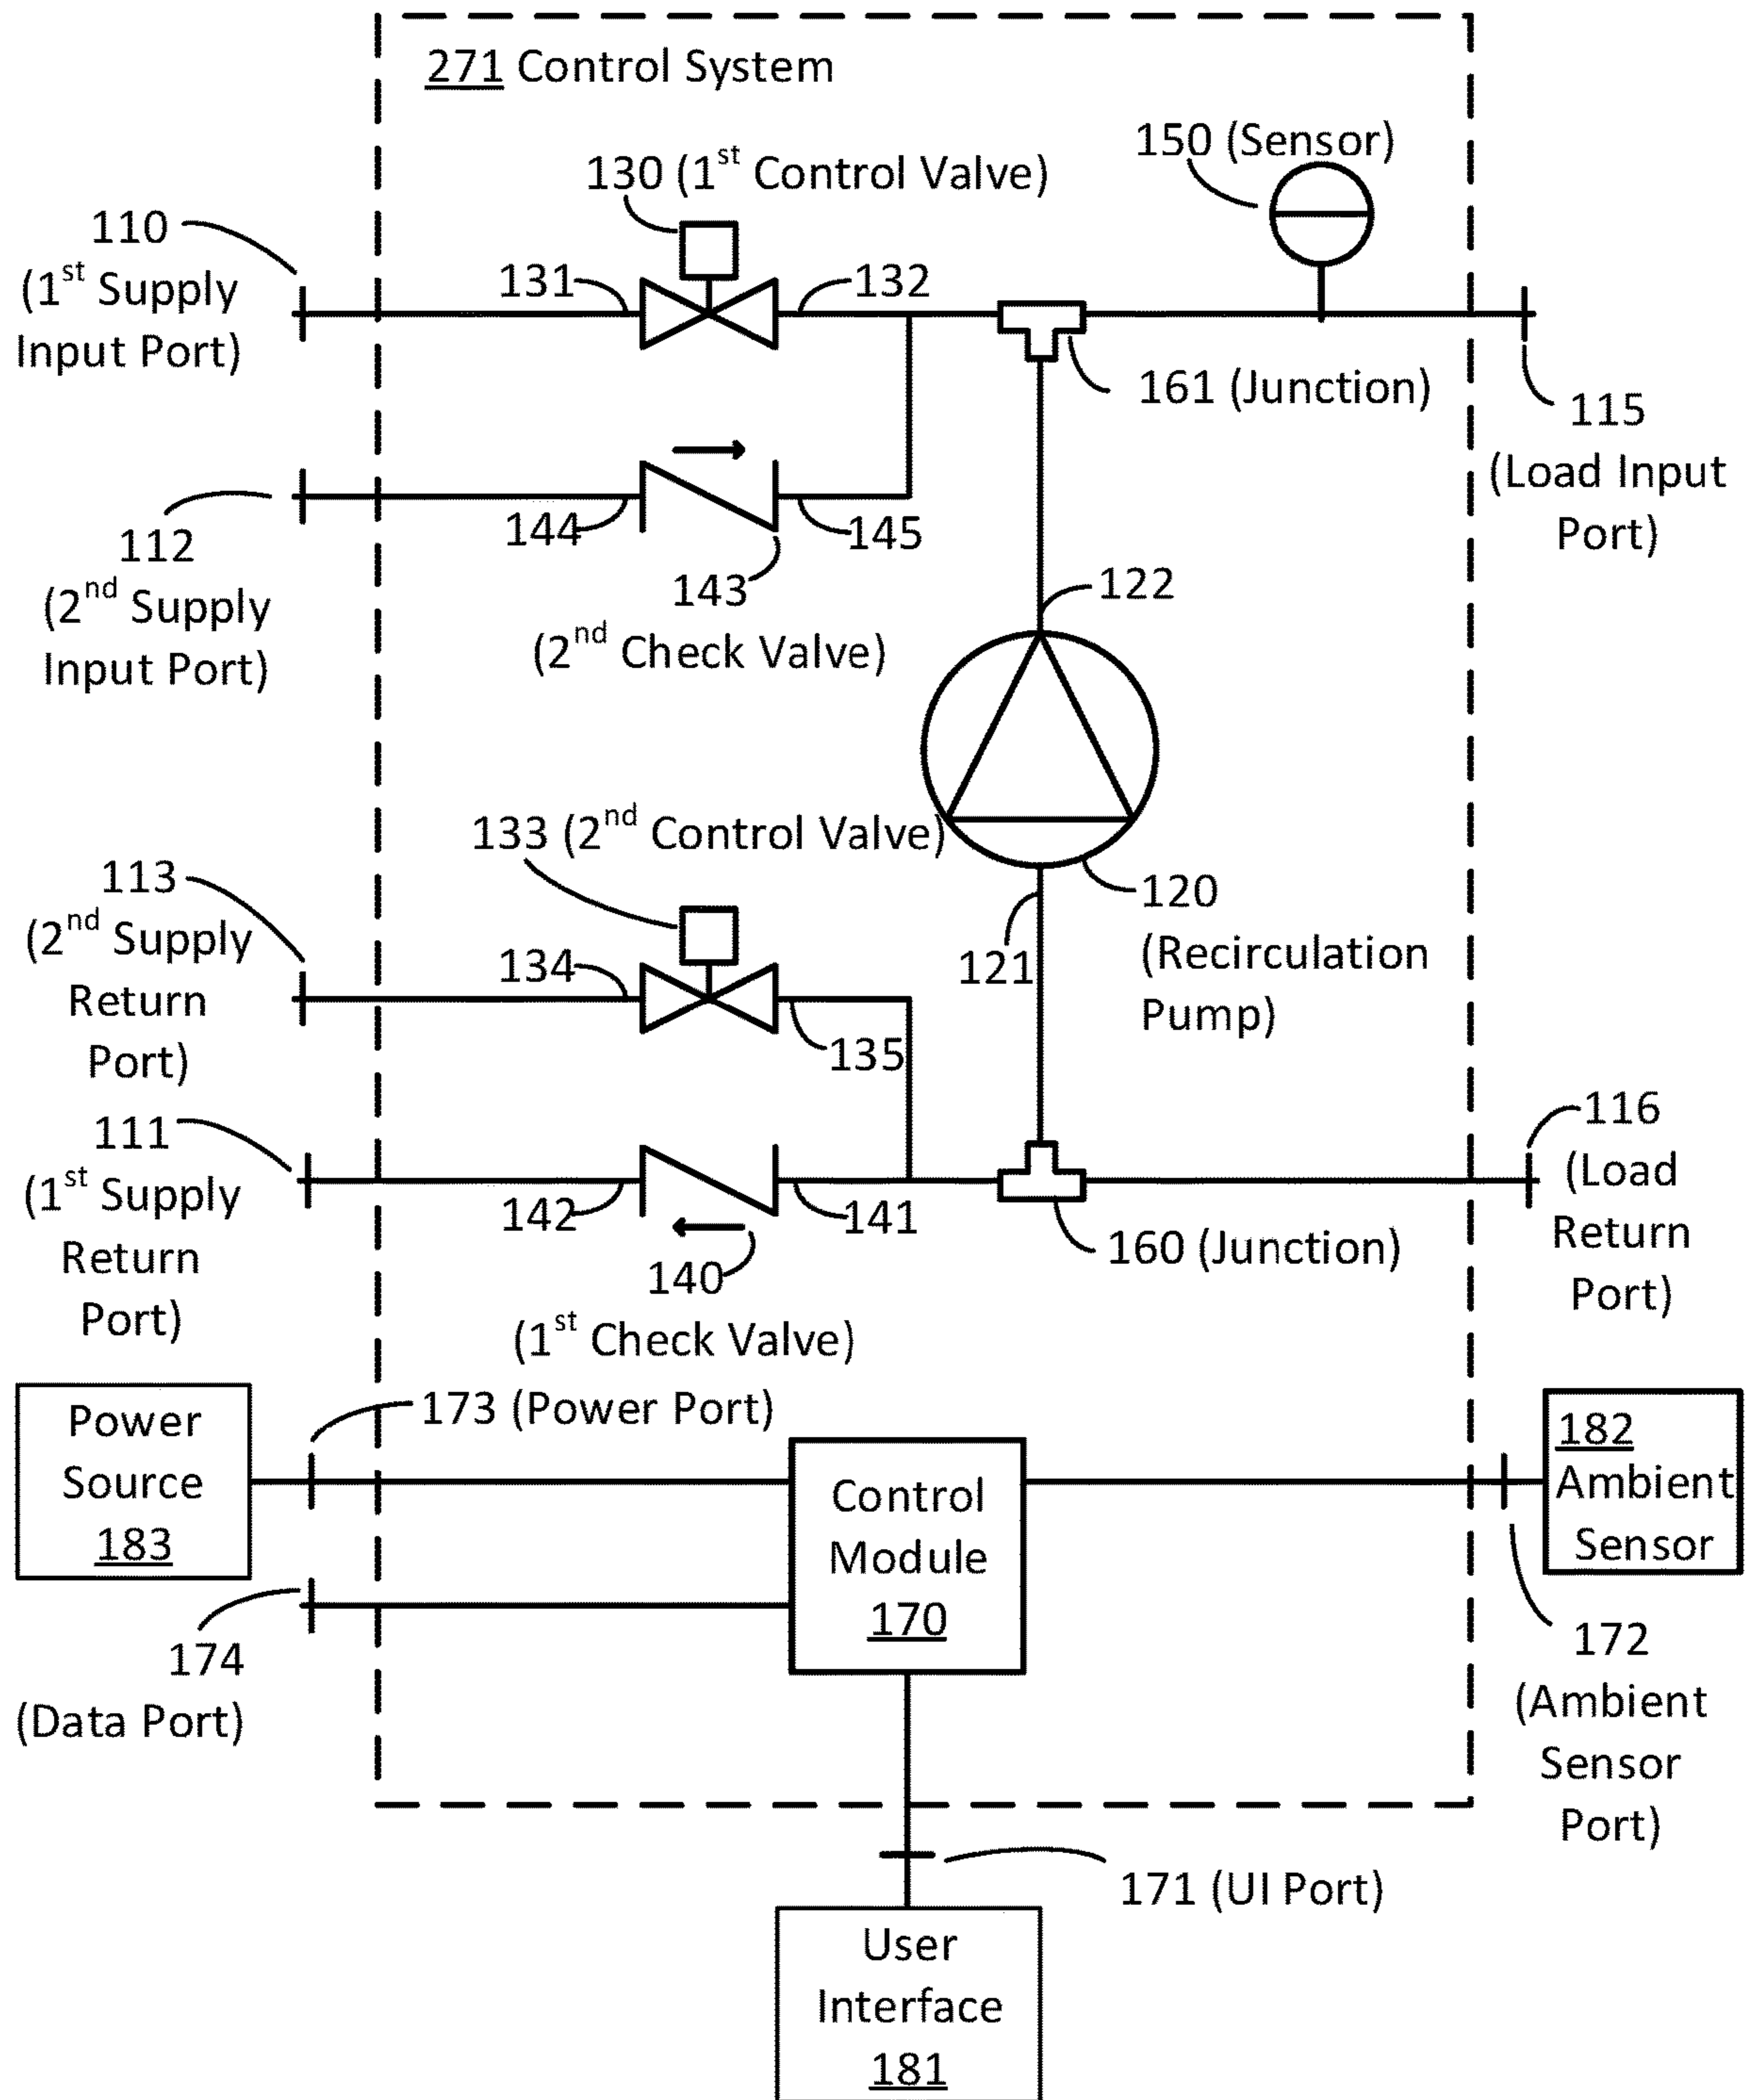 271 Control System
150 (Sensor)
130 (1st Control Valve)
110
(1st Supply
Input Port)
131
132
161 (Junction)
115
(Load Input
Port)
112
(2nd Supply
Input Port)
144
145
143
(2nd Check Valve)
122
133 (2nd Control Valve)
120
(Recirculation
Pump)
121
113
(2nd Supply
Return
Port)
134
135
111
(1st Supply
Return
Port)
142
141
140
(1st Check Valve)
160 (Junction)
116
(Load
Return
Port)
Power
Source
183
173 (Power Port)
Control
Module
170
182
Ambient
Sensor
174
(Data Port)
172
(Ambient
Sensor
Port)
171 (UI Port)
User
Interface
181